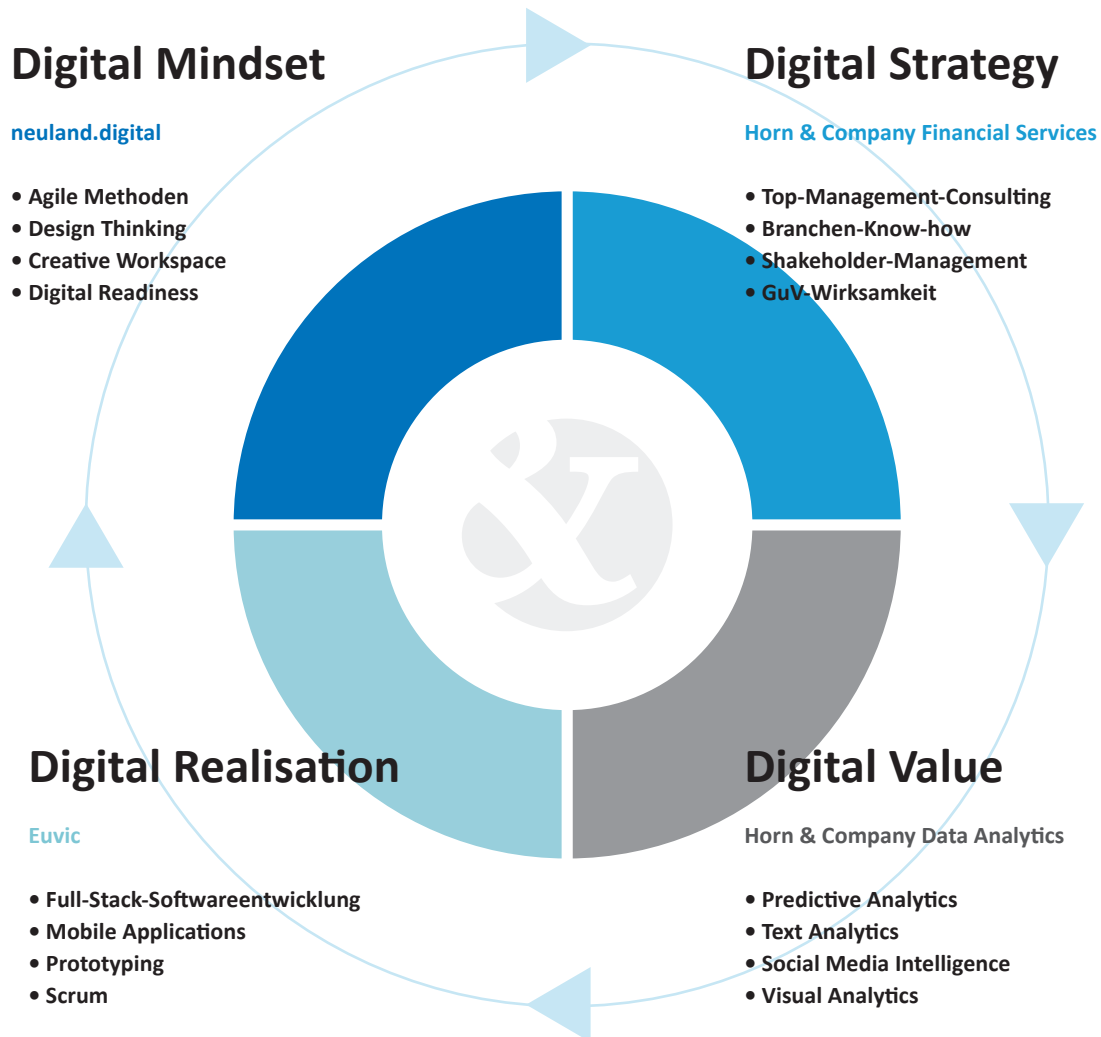 Digital Mindset
neuland.digital
• Agile Methoden
• Design Thinking
• Creative Workspace
• Digital Readiness
Digital Strategy
Horn & Company Financial Services
• Top-Management-Consulting
• Branchen-Know-how
• Shakeholder-Management
• GuV-Wirksamkeit
&
Digital Realisation
Euvic
• Full-Stack-Softwareentwicklung
• Mobile Applications
• Prototyping
• Scrum
Digital Value
Horn & Company Data Analytics
• Predictive Analytics
• Text Analytics
• Social Media Intelligence
• Visual Analytics